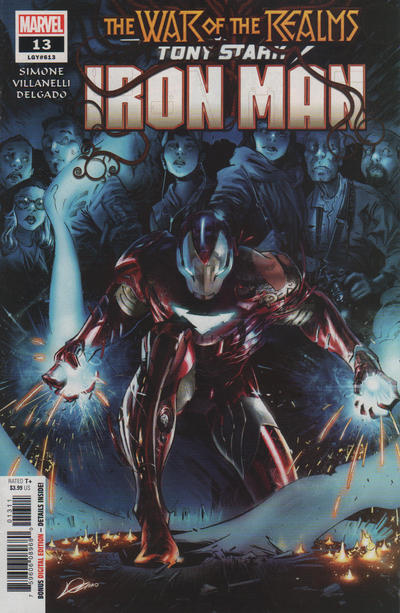 MARVEL
13
LGY#613
SIMONE
VILLANELLI
DELGADO
THE WAR OF THE REALMS
TONY STARK
IRON MAN
RATED T+
$3.99 US
01311
BONUS DIGITAL EDITION – DETAILS INSIDE!